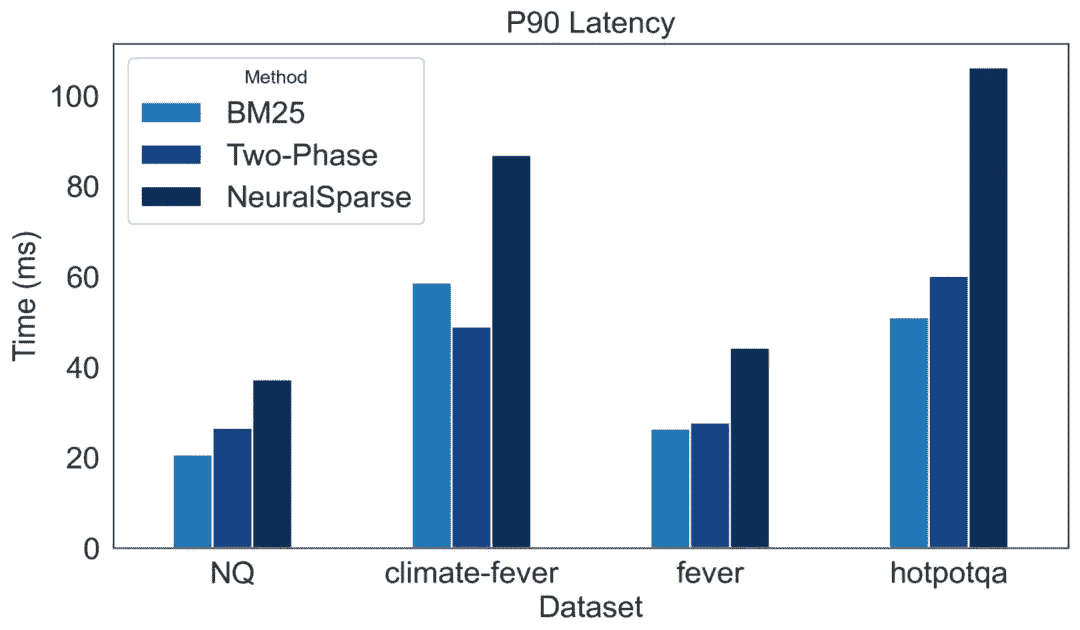 P90 Latency
Method
BM25
Two-Phase
NeuralSparse
Time (ms)
100
80
60
40
20
0
NQ climate-fever fever hotpotqa
Dataset